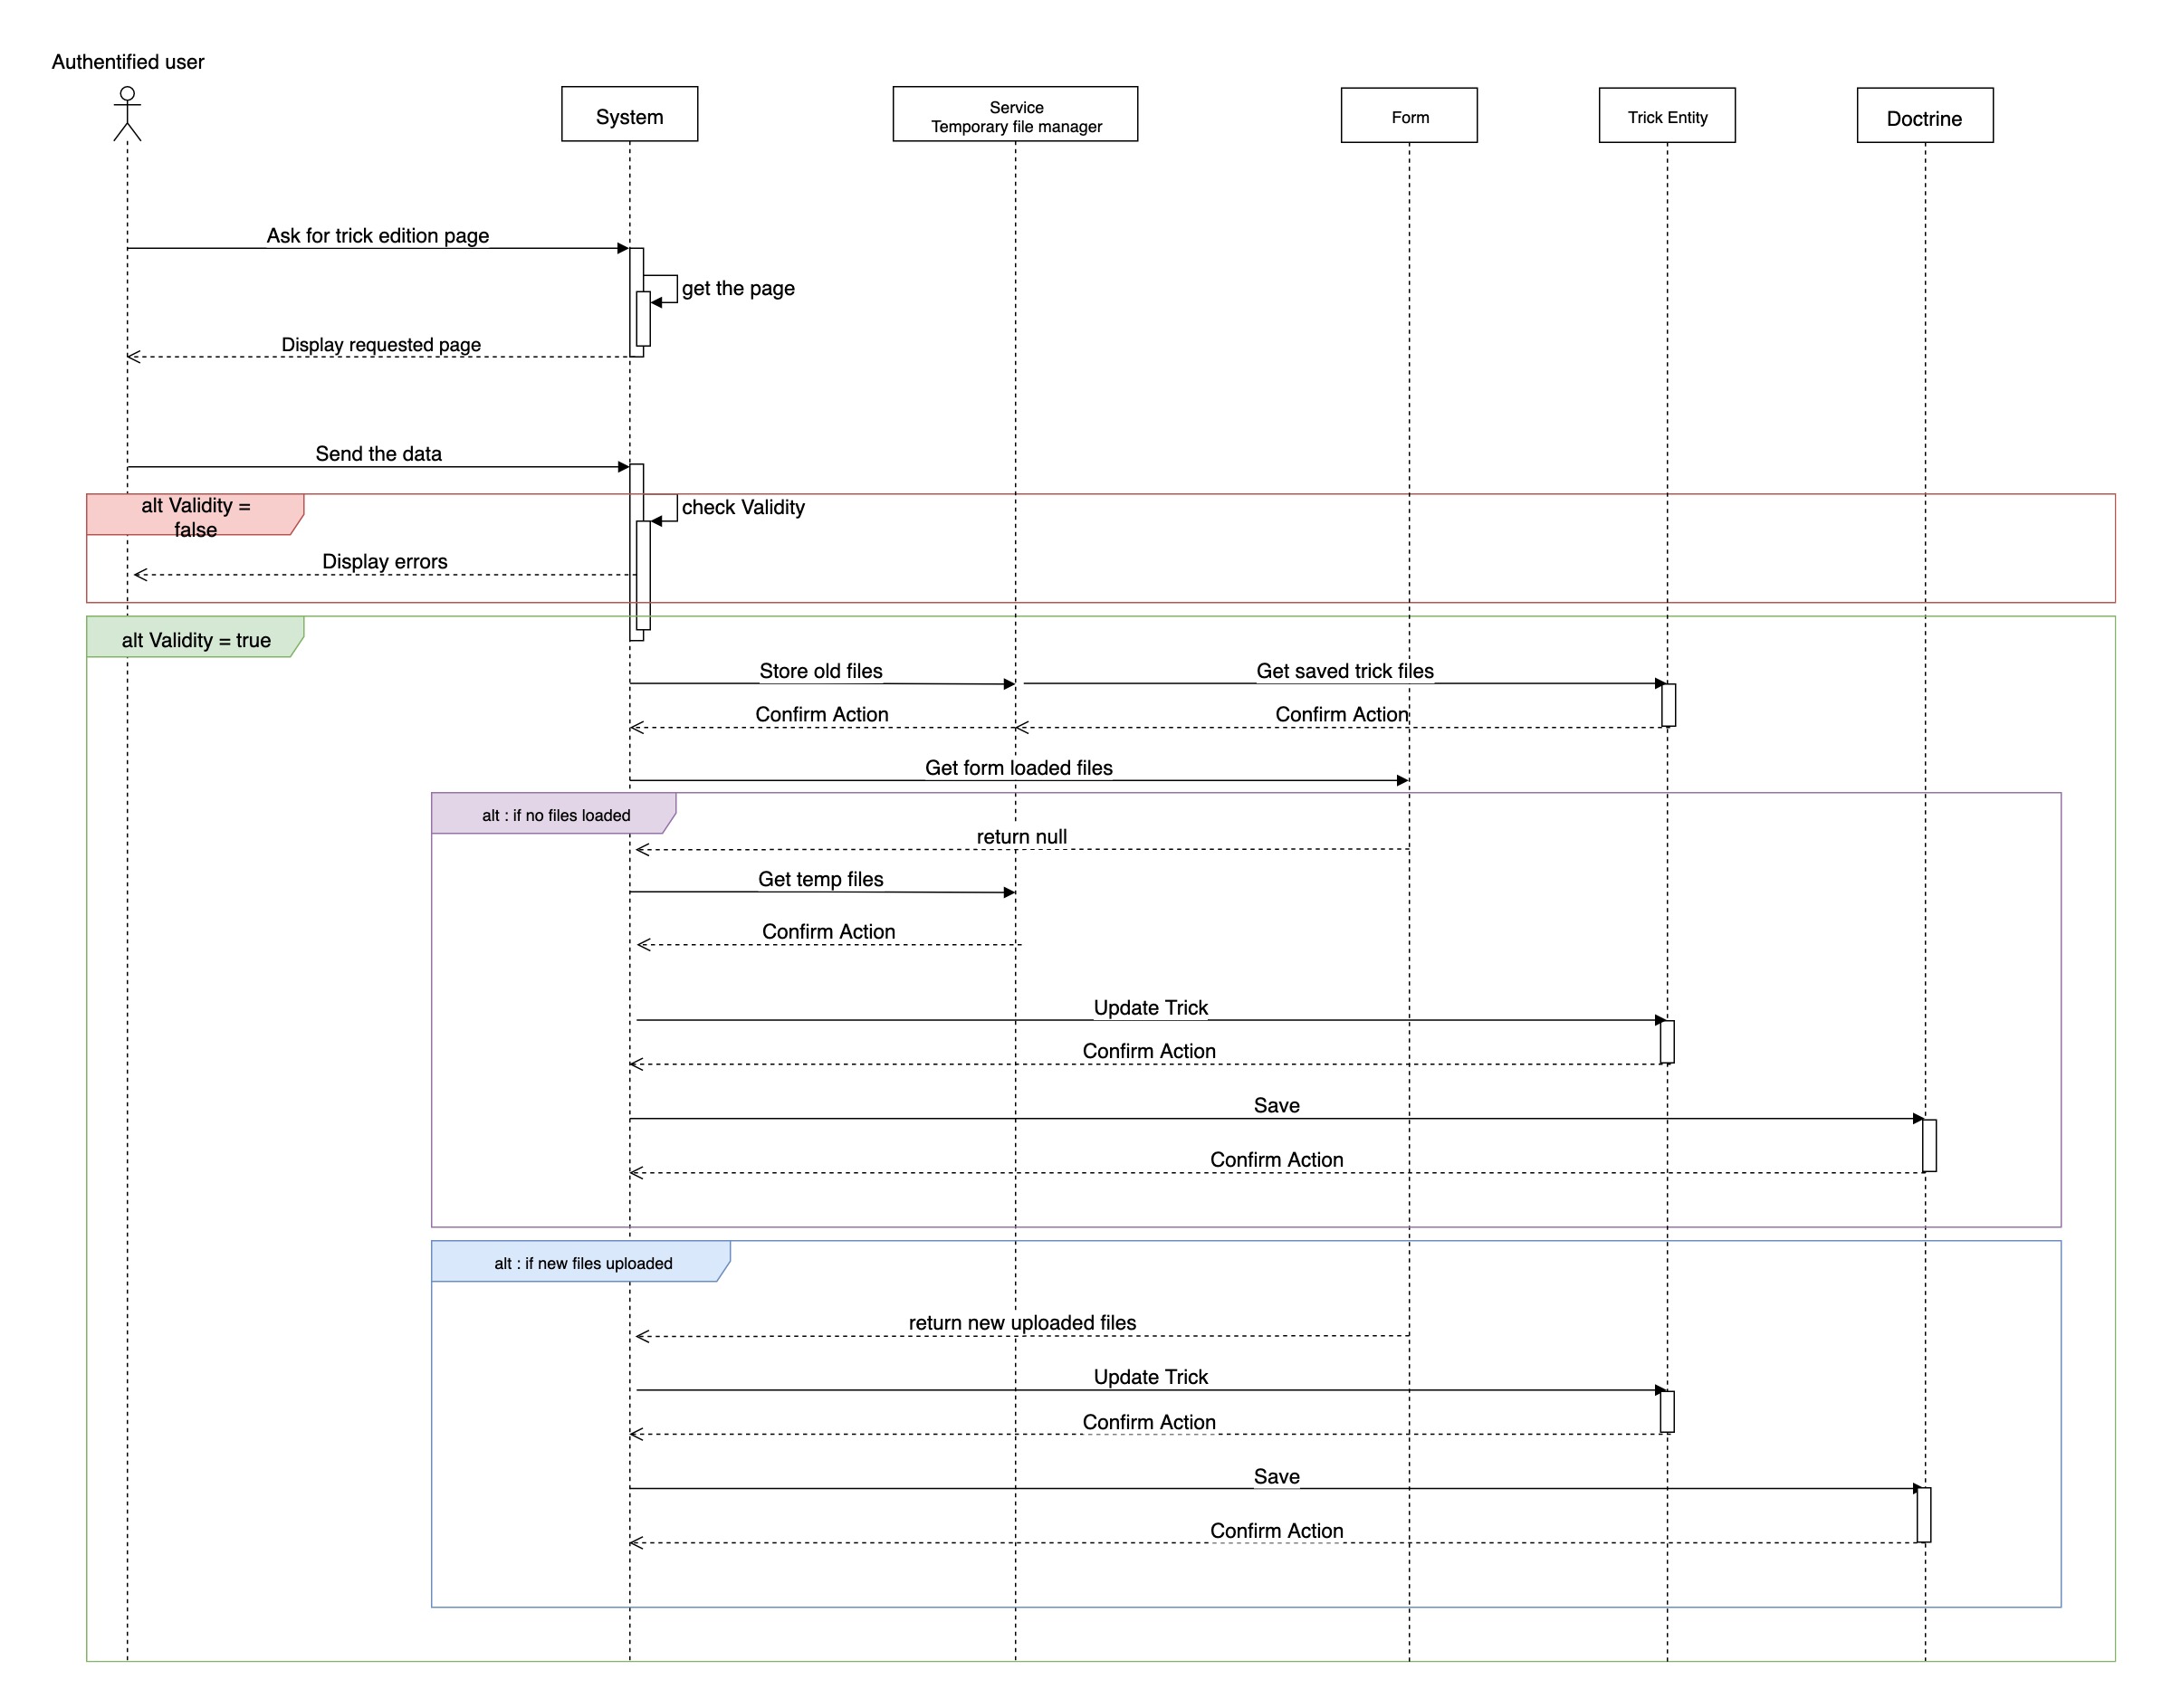 Authentified user
System
Service
Temporary file manager
Form
Trick Entity
Doctrine
Ask for trick edition page
get the page
Display requested page
Send the data
alt Validity =
false
check Validity
Display errors
alt Validity = true
Store old files
Get saved trick files
Confirm Action
Confirm Action
Get form loaded files
alt : if no files loaded
return null
Get temp files
Confirm Action
Update Trick
Confirm Action
Save
Confirm Action
alt : if new files uploaded
return new uploaded files
Update Trick
Confirm Action
Save
Confirm Action